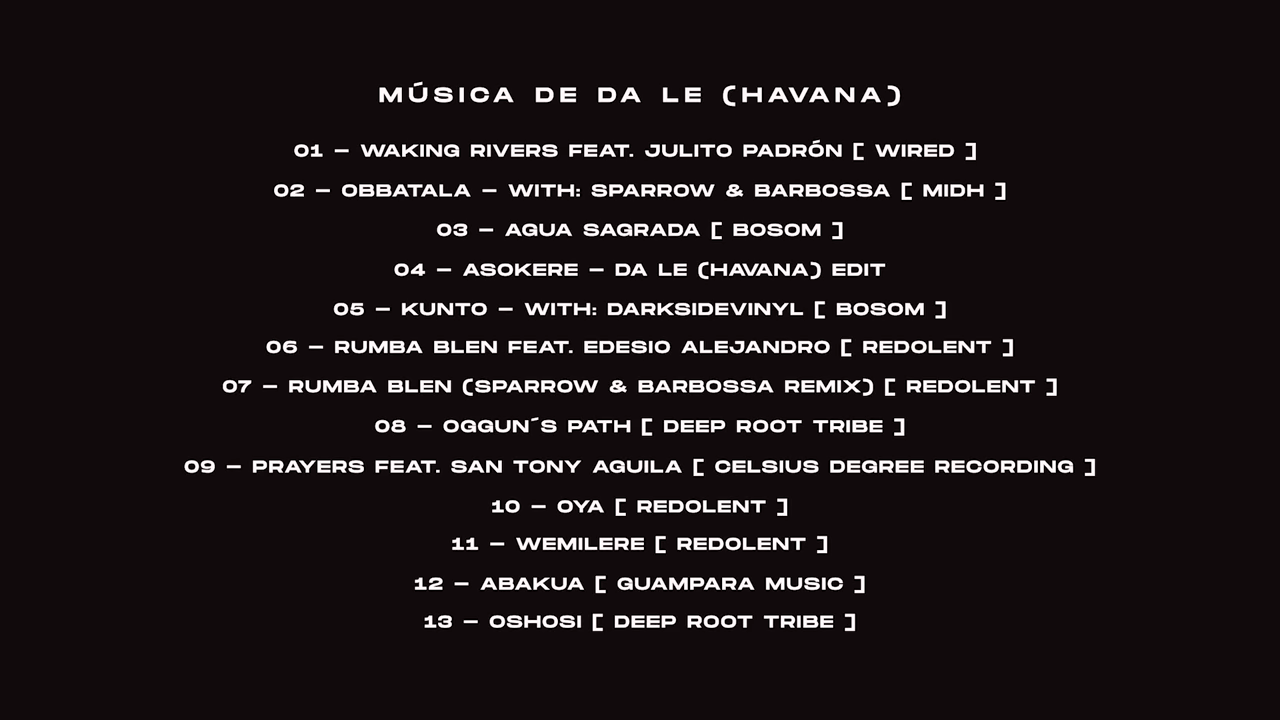 MÚSICA DE DA LE (HAVANA)
01 – WAKING RIVERS FEAT. JULITO PADRÓN [ WIRED ]
02 – OBBATALA – WITH: SPARROW & BARBOSSA [ MIDH ]
03 – AGUA SAGRADA [ BOSOM ]
04 – ASOKERE – DA LE (HAVANA) EDIT
05 – KUNTO – WITH: DARKSIDEVINYL [ BOSOM ]
06 – RUMBA BLEN FEAT. EDESIO ALEJANDRO [ REDOLENT ]
07 – RUMBA BLEN (SPARROW & BARBOSSA REMIX) [ REDOLENT ]
08 – OGGUN´S PATH [ DEEP ROOT TRIBE ]
09 – PRAYERS FEAT. SAN TONY AGUILA [ CELSIUS DEGREE RECORDING ]
10 – OYA [ REDOLENT ]
11 – WEMILERE [ REDOLENT ]
12 – ABAKUA [ GUAMPARA MUSIC ]
13 – OSHOSI [ DEEP ROOT TRIBE ]